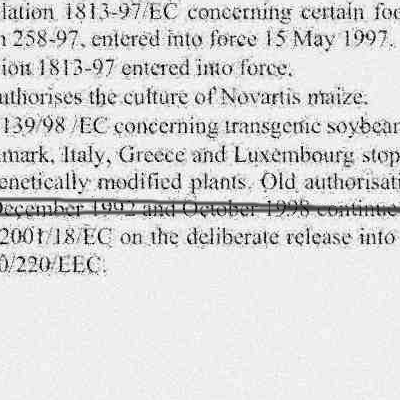 lation 1813-97/EC concerning certain foo
n 258-97, entered into force 15 May 1997.
ion 1813-97 entered into force.
uthorises the culture of Novartis maize.
139/98 /EC concerning transgenic soybean
mark, Italy, Greece and Luxembourg stop
enetically modified plants. Old authorisati
December 1992 and October 1998 continue
2001/18/EC on the deliberate release into
0/220/EEC.